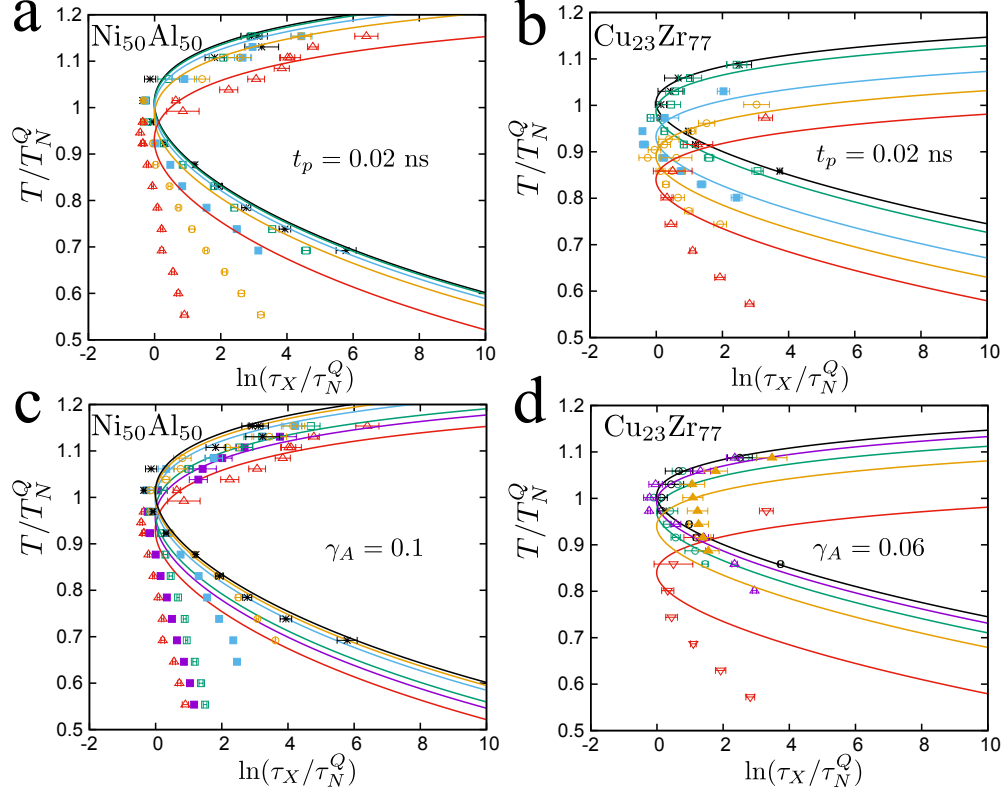 a
Ni50Al50
1.2
1.1
1
0.9
0.8
0.7
0.6
0.5
T/T_N^Q
t_p = 0.02 ns
-2 0 2 4 6 8 10
ln(τ_X/τ_N^Q)
b
Cu23Zr77
1.2
1.1
1
0.9
0.8
0.7
0.6
0.5
T/T_N^Q
t_p = 0.02 ns
-2 0 2 4 6 8 10
ln(τ_X/τ_N^Q)
c
Ni50Al50
1.2
1.1
1
0.9
0.8
0.7
0.6
0.5
T/T_N^Q
γ_A = 0.1
-2 0 2 4 6 8 10
ln(τ_X/τ_N^Q)
d
Cu23Zr77
1.2
1.1
1
0.9
0.8
0.7
0.6
0.5
T/T_N^Q
γ_A = 0.06
-2 0 2 4 6 8 10
ln(τ_X/τ_N^Q)